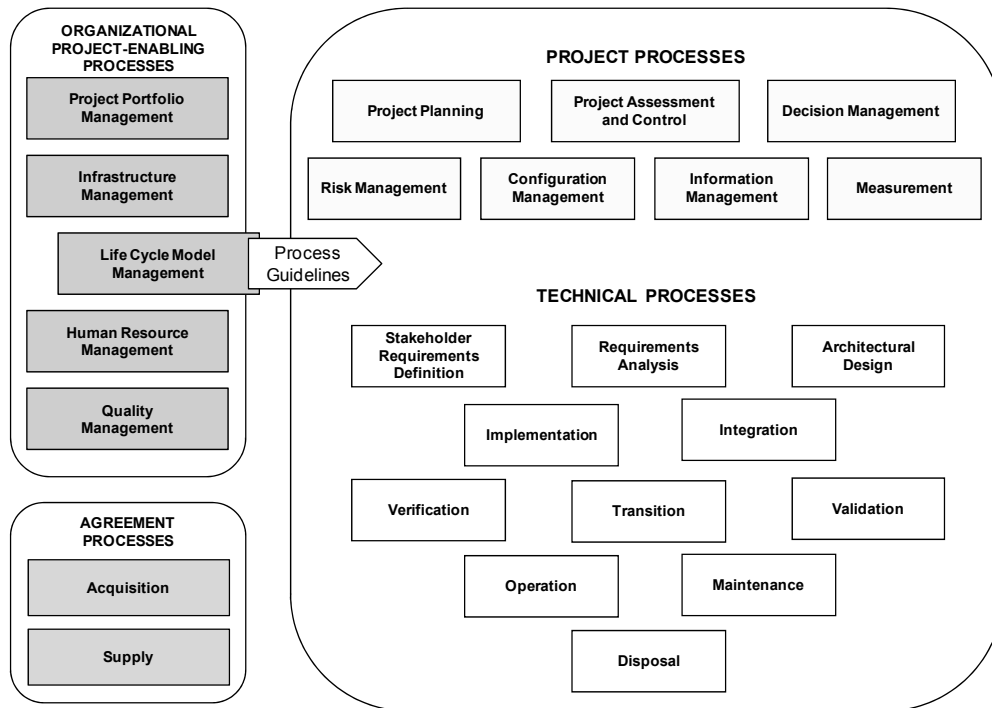 ORGANIZATIONAL
PROJECT-ENABLING
PROCESSES
Project Portfolio
Management
Infrastructure
Management
Life Cycle Model
Management
Human Resource
Management
Quality
Management
AGREEMENT
PROCESSES
Acquisition
Supply
Process
Guidelines
PROJECT PROCESSES
Project Planning
Project Assessment
and Control
Decision Management
Risk Management
Configuration
Management
Information
Management
Measurement
TECHNICAL PROCESSES
Stakeholder
Requirements
Definition
Requirements
Analysis
Architectural
Design
Implementation
Integration
Verification
Transition
Validation
Operation
Maintenance
Disposal